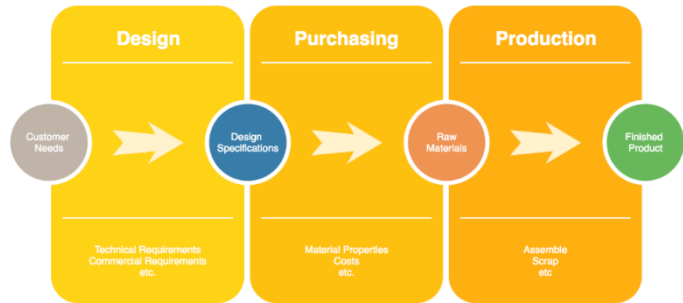 Design
Purchasing
Production
Customer
Needs
Design
Specifications
Raw
Materials
Finished
Product
Technical Requirements
Commercial Requirements
etc.
Material Properties
Costs
etc.
Assemble
Scrap
etc